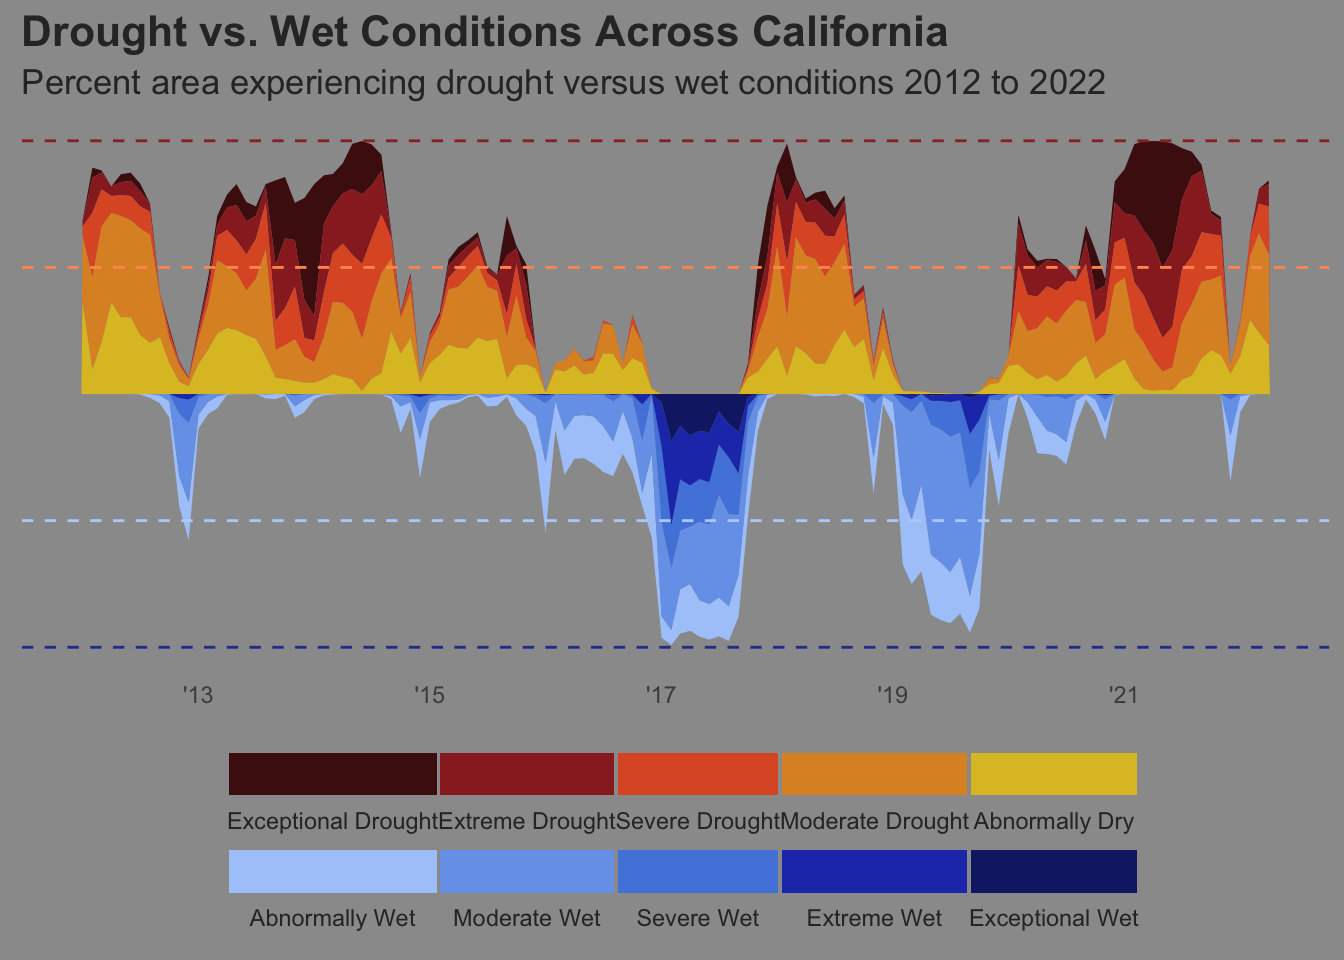 Drought vs. Wet Conditions Across California
Percent area experiencing drought versus wet conditions 2012 to 2022
'13 '15 '17 '19 '21
Exceptional Drought Extreme Drought Severe Drought Moderate Drought Abnormally Dry
Abnormally Wet Moderate Wet Severe Wet Extreme Wet Exceptional Wet